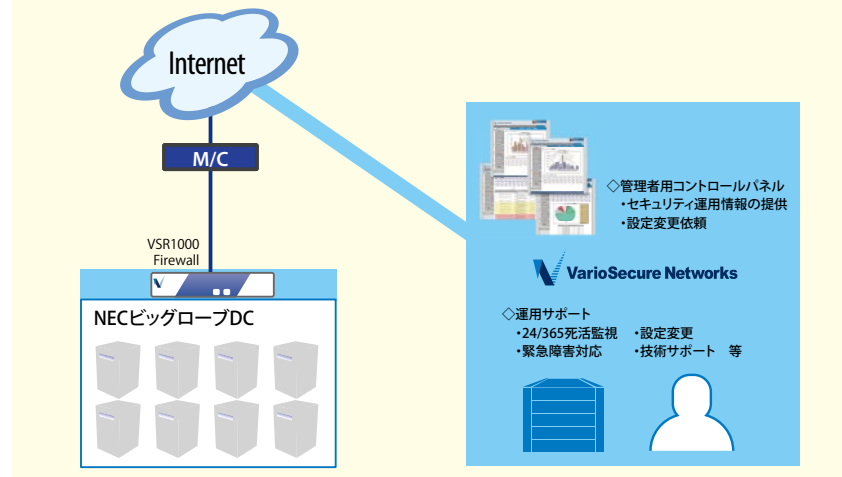 Internet
M/C
VSR1000
Firewall
NECビッグローブDC
◇管理者用コントロールパネル
・セキュリティ運用情報の提供
・設定変更依頼
VarioSecure Networks
◇運用サポート
・24/365死活監視 ・設定変更
・緊急障害対応 ・技術サポート 等